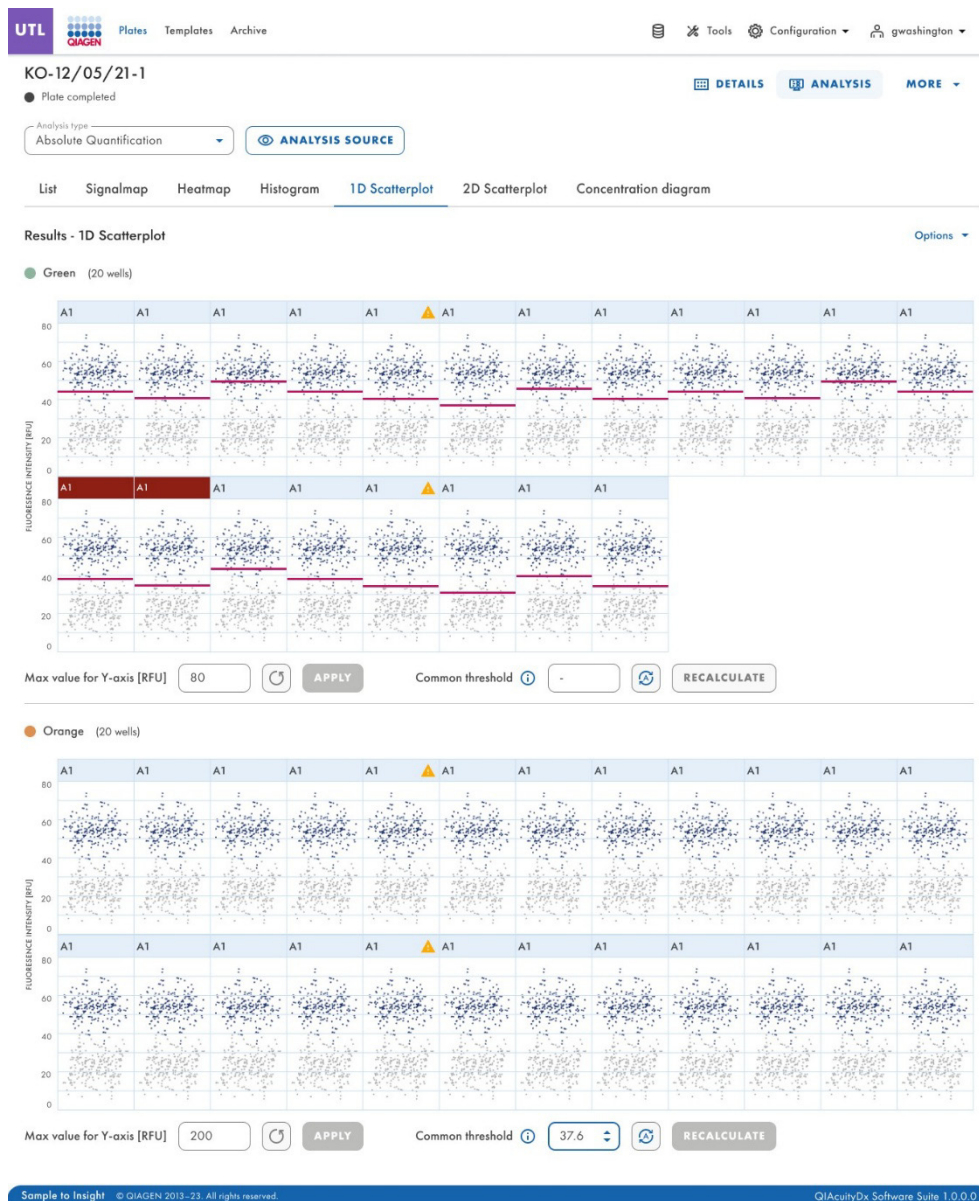 UTL QIAGEN Plates Templates Archive Tools Configuration gwashington
KO-12/05/21-1
Plate completed
DETAILS ANALYSIS MORE
Analysis type
Absolute Quantification
ANALYSIS SOURCE
List Signalmap Heatmap Histogram 1D Scatterplot 2D Scatterplot Concentration diagram
Results - 1D Scatterplot Options
Green (20 wells)
A1 A1 A1 A1 A1 A1 A1 A1 A1 A1 A1 A1
80
60
40
20
0
FLUORESENCE INTENSITY [RFU]
A1 A1 A1 A1 A1 A1 A1 A1
80
60
40
20
0
Max value for Y-axis [RFU] 80 APPLY Common threshold - RECALCULATE
Orange (20 wells)
A1 A1 A1 A1 A1 A1 A1 A1 A1 A1 A1 A1
80
60
40
20
0
FLUORESENCE INTENSITY [RFU]
A1 A1 A1 A1 A1 A1 A1 A1 A1 A1 A1 A1
80
60
40
20
0
Max value for Y-axis [RFU] 200 APPLY Common threshold 37.6 RECALCULATE
Sample to Insight © QIAGEN 2013–23. All rights reserved. QIAcuityDx Software Suite 1.0.0.0